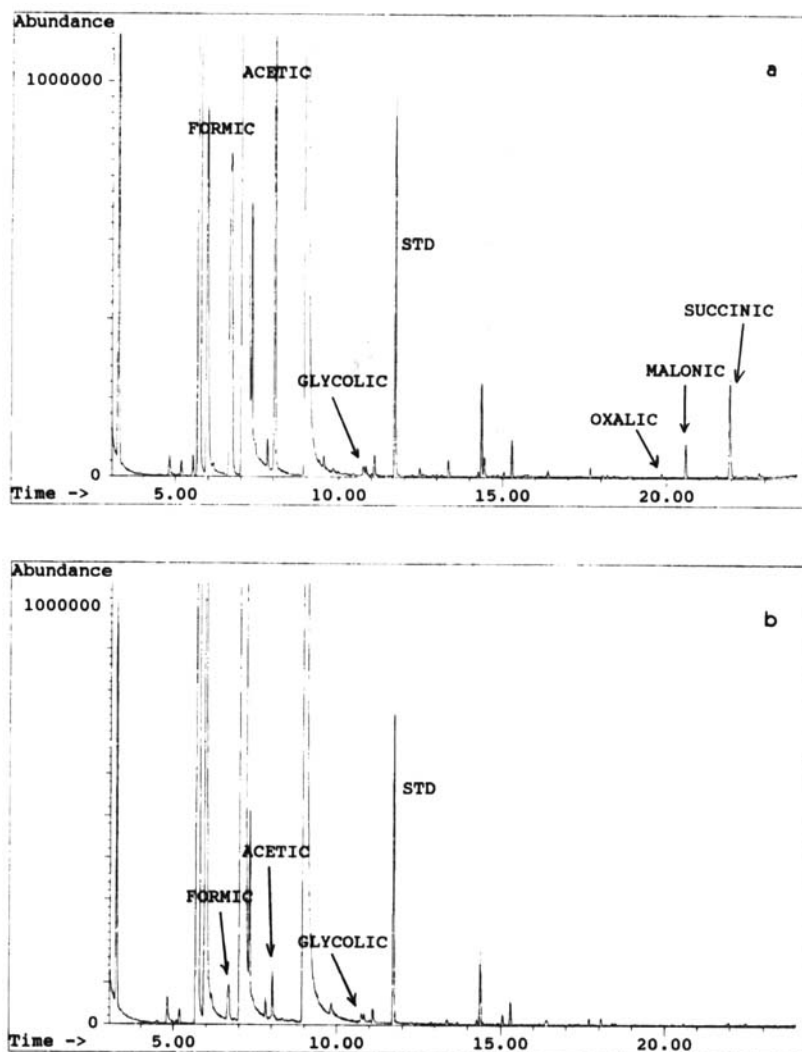 Abundance
a
1000000
ACETIC
FORMIC
STD
SUCCINIC
MALONIC
GLYCOLIC
OXALIC
0
Time -> 5.00 10.00 15.00 20.00
Abundance
1000000
b
STD
ACETIC
FORMIC
GLYCOLIC
0
Time -> 5.00 10.00 15.00 20.00